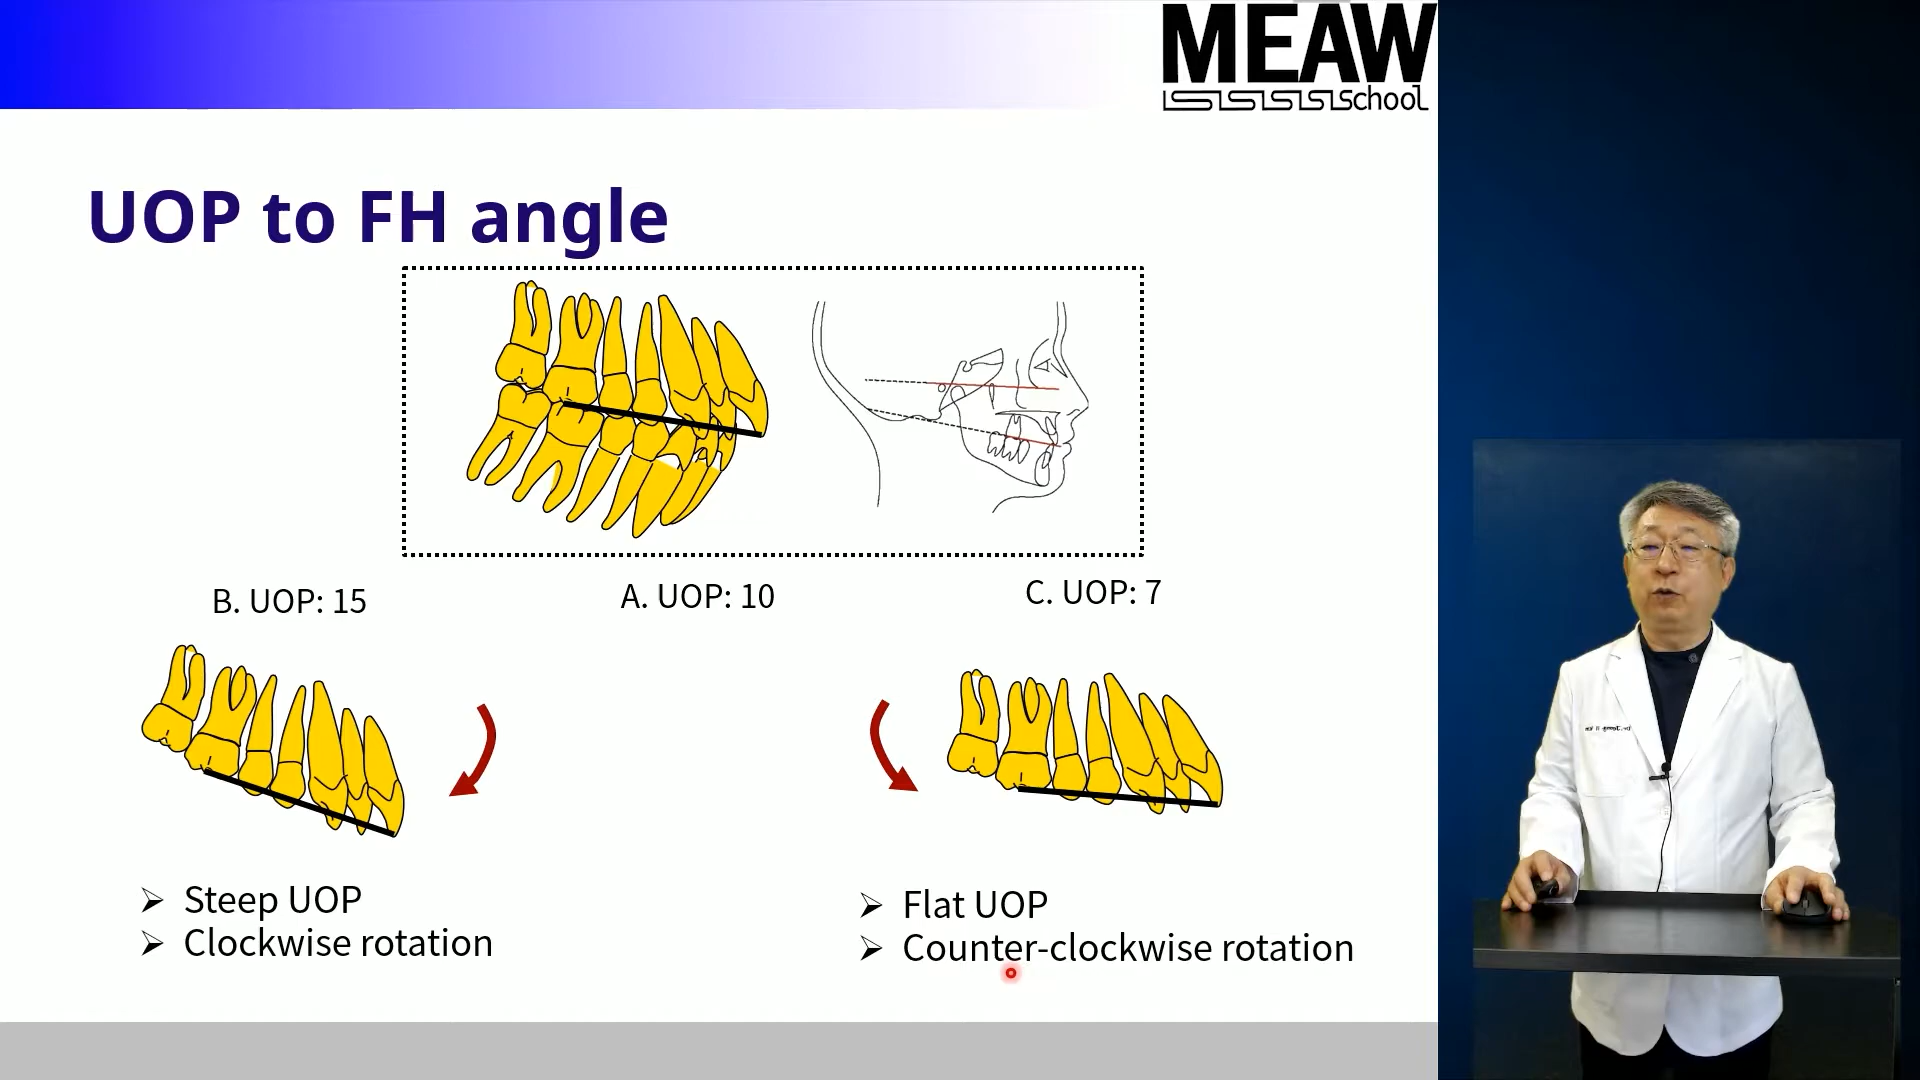 MEAW
School
UOP to FH angle
B. UOP: 15
A. UOP: 10
C. UOP: 7
Steep UOP
Clockwise rotation
Flat UOP
Counter-clockwise rotation